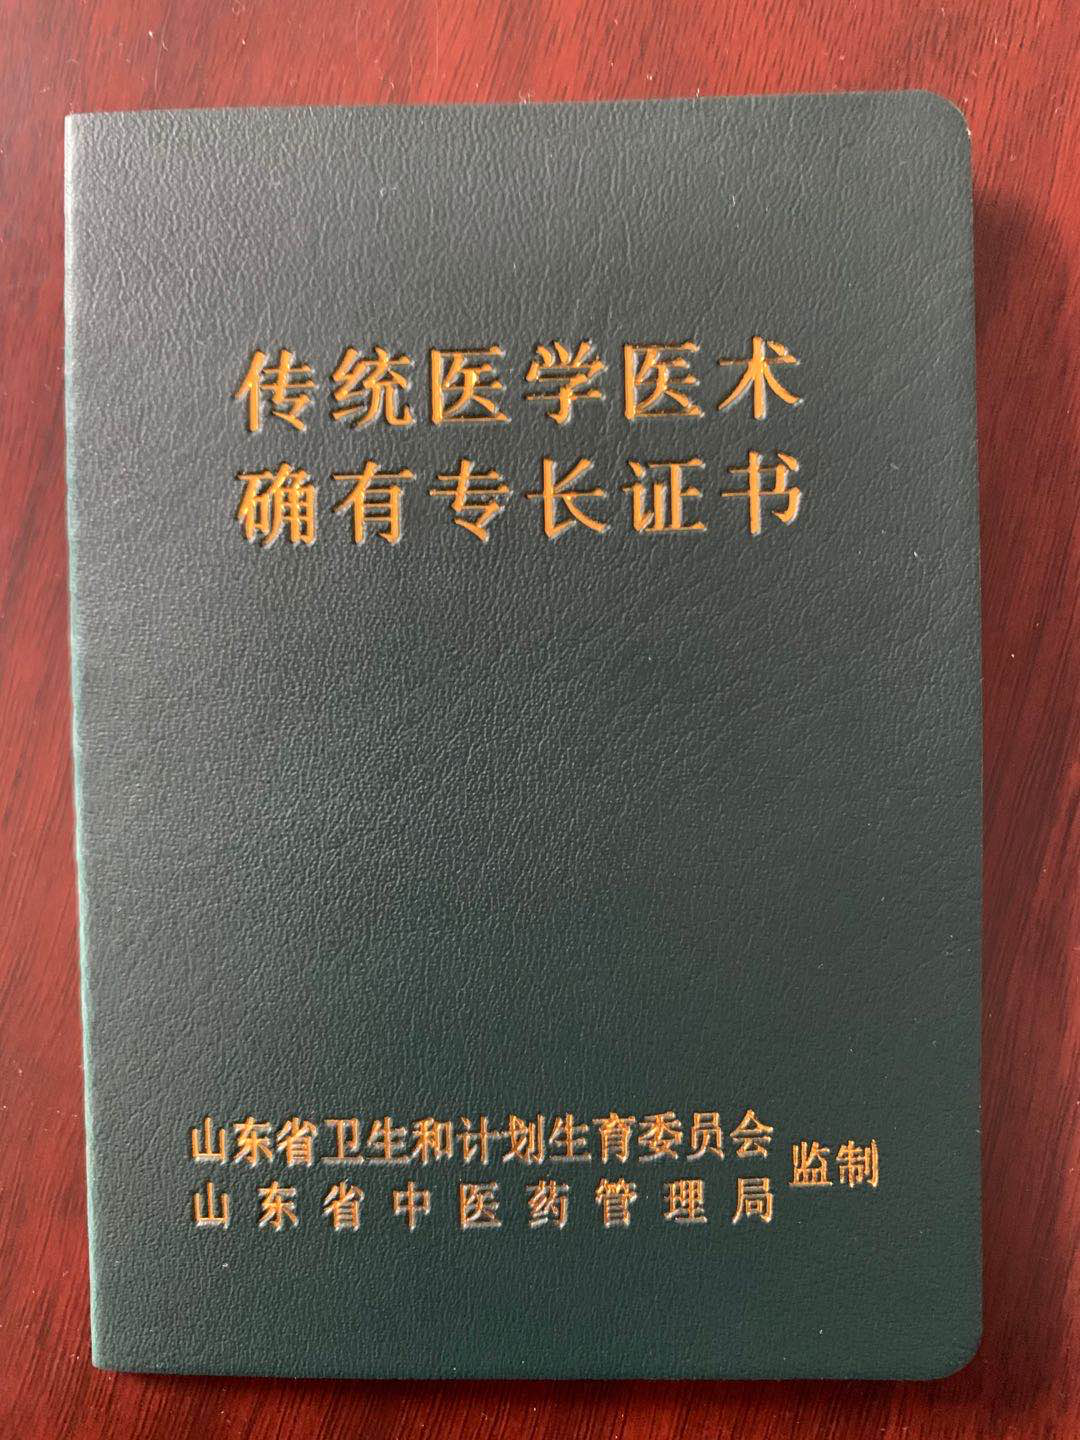 传统医学医术
确有专长证书
山东省卫生和计划生育委员会
山东省中医药管理局
监制